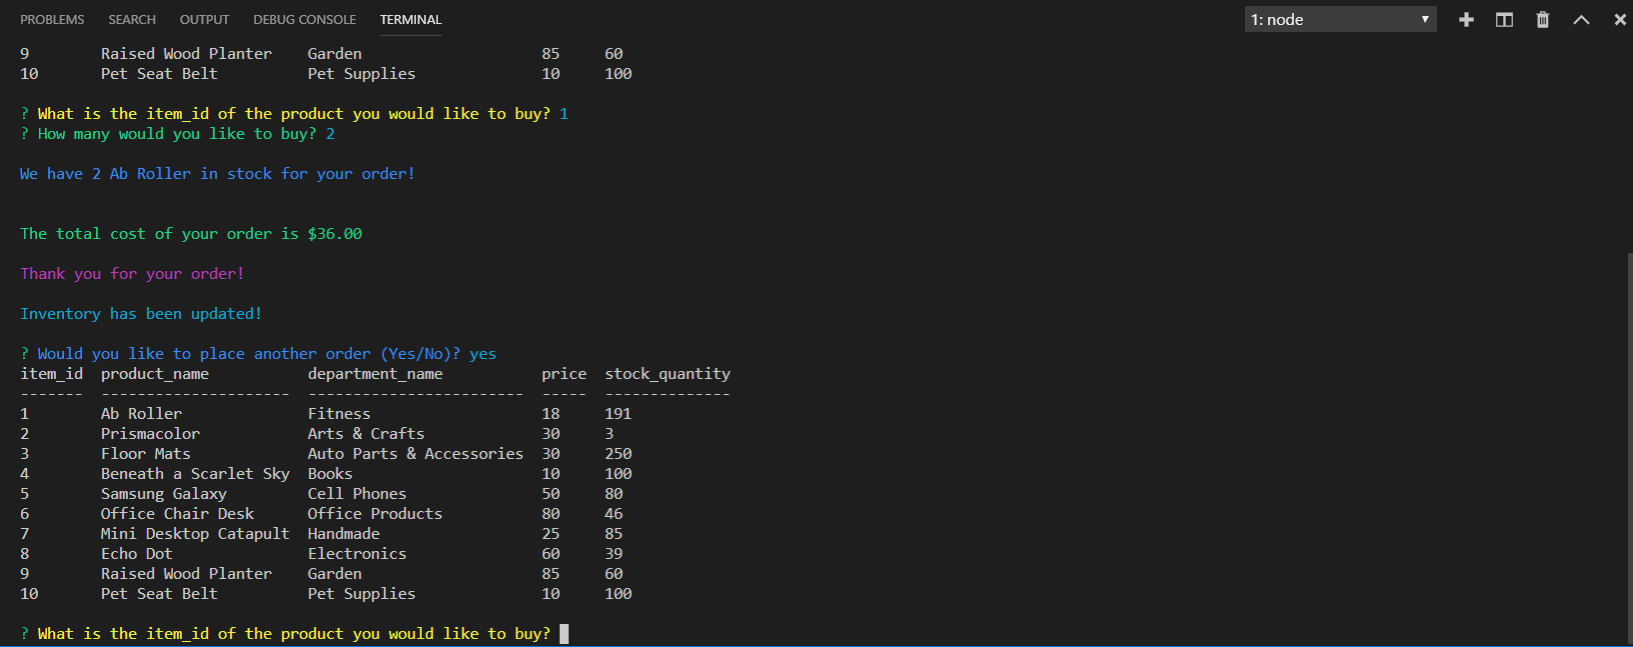 PROBLEMS SEARCH OUTPUT DEBUG CONSOLE TERMINAL 1: node
9 Raised Wood Planter Garden 85 60
10 Pet Seat Belt Pet Supplies 10 100
? What is the item_id of the product you would like to buy? 1
? How many would you like to buy? 2
We have 2 Ab Roller in stock for your order!
The total cost of your order is $36.00
Thank you for your order!
Inventory has been updated!
? Would you like to place another order (Yes/No)? yes
item_id product_name department_name price stock_quantity
------- --------------------- ------------------------ ----- --------------
1 Ab Roller Fitness 18 191
2 Prismacolor Arts & Crafts 30 3
3 Floor Mats Auto Parts & Accessories 30 250
4 Beneath a Scarlet Sky Books 10 100
5 Samsung Galaxy Cell Phones 50 80
6 Office Chair Desk Office Products 80 46
7 Mini Desktop Catapult Handmade 25 85
8 Echo Dot Electronics 60 39
9 Raised Wood Planter Garden 85 60
10 Pet Seat Belt Pet Supplies 10 100
? What is the item_id of the product you would like to buy?